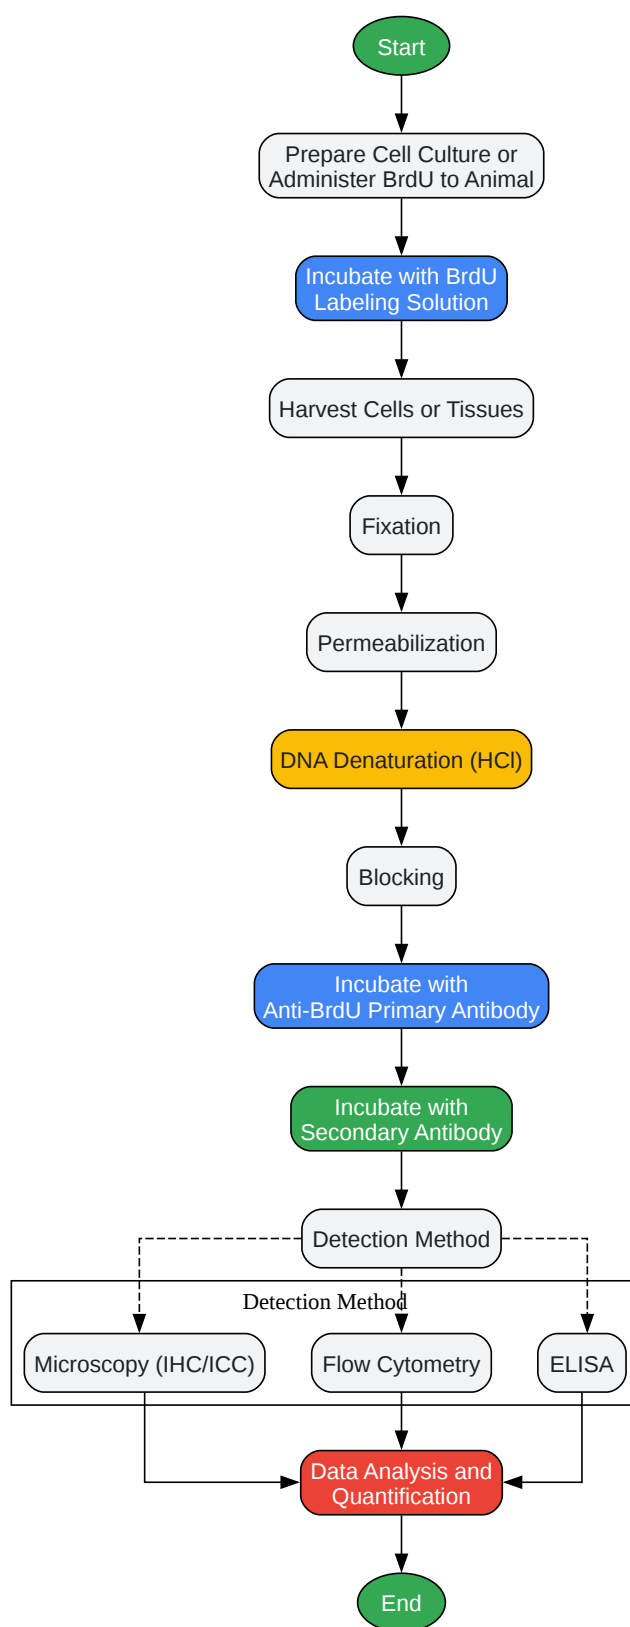 Start
Prepare Cell Culture or
Administer BrdU to Animal
Incubate with BrdU
Labeling Solution
Harvest Cells or Tissues
Fixation
Permeabilization
DNA Denaturation (HCl)
Blocking
Incubate with
Anti-BrdU Primary Antibody
Incubate with
Secondary Antibody
Detection Method
Detection Method
Microscopy (IHC/ICC)
Flow Cytometry
ELISA
Data Analysis and
Quantification
End